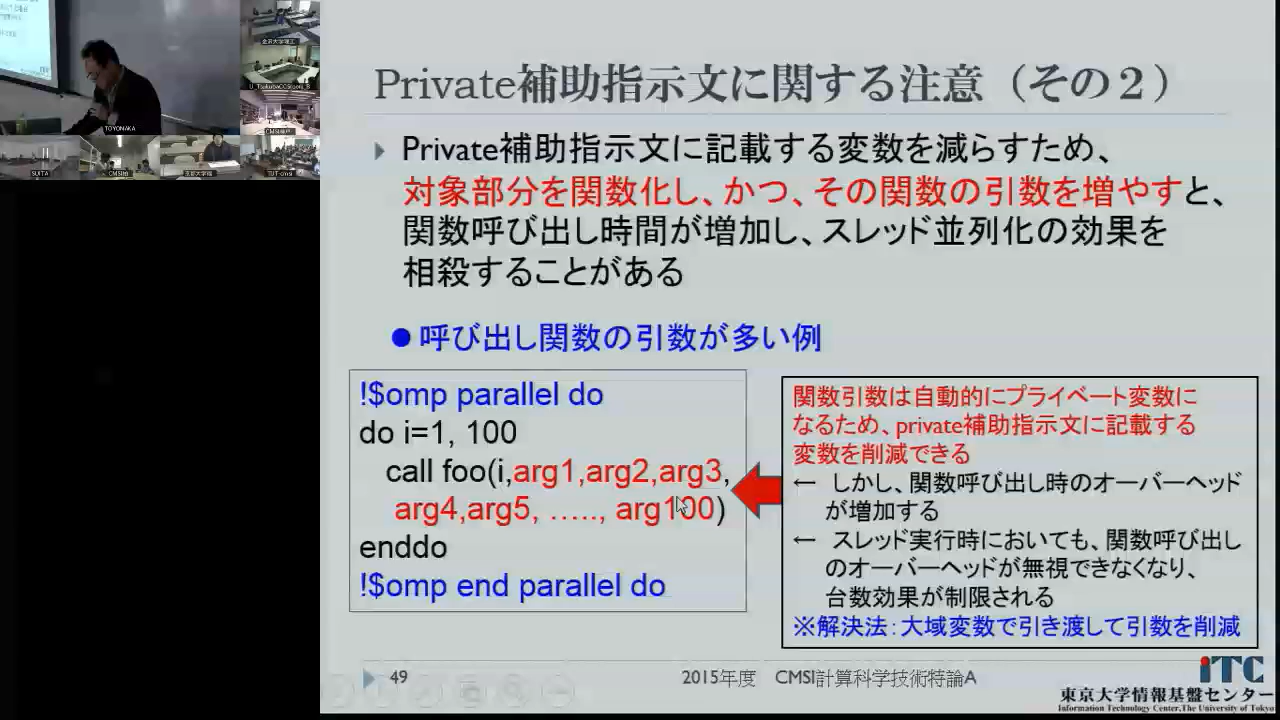 Private補助指示文に関する注意（その２）
Private補助指示文に記載する変数を減らすため、
対象部分を関数化し、かつ、その関数の引数を増やすと、
関数呼び出し時間が増加し、スレッド並列化の効果を
相殺することがある
●呼び出し関数の引数が多い例
!$omp parallel do
do i=1, 100
call foo(i,arg1,arg2,arg3,
arg4,arg5, ….., arg100)
enddo
!$omp end parallel do
関数引数は自動的にプライベート変数に
なるため、private補助指示文に記載する
変数を削減できる
← しかし、関数呼び出し時のオーバーヘッド
が増加する
← スレッド実行時においても、関数呼び出し
のオーバーヘッドが無視できなくなり、
台数効果が制限される
※解決法：大域変数で引き渡して引数を削減
49
2015年度 CMSI計算科学技術特論A
iTC
東京大学情報基盤センター
Information Technology Center,The University of Tokyo
TOYONAKA
SUITA